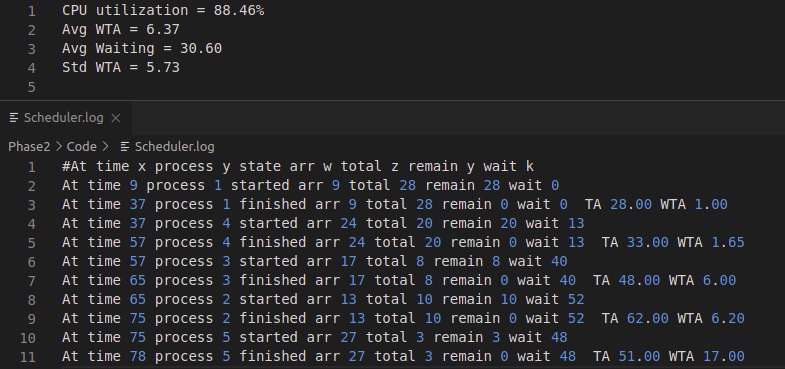 1 CPU utilization = 88.46%
2 Avg WTA = 6.37
3 Avg Waiting = 30.60
4 Std WTA = 5.73
5
Scheduler.log ×
Phase2 > Code > Scheduler.log
1 #At time x process y state arr w total z remain y wait k
2 At time 9 process 1 started arr 9 total 28 remain 28 wait 0
3 At time 37 process 1 finished arr 9 total 28 remain 0 wait 0 TA 28.00 WTA 1.00
4 At time 37 process 4 started arr 24 total 20 remain 20 wait 13
5 At time 57 process 4 finished arr 24 total 20 remain 0 wait 13 TA 33.00 WTA 1.65
6 At time 57 process 3 started arr 17 total 8 remain 8 wait 40
7 At time 65 process 3 finished arr 17 total 8 remain 0 wait 40 TA 48.00 WTA 6.00
8 At time 65 process 2 started arr 13 total 10 remain 10 wait 52
9 At time 75 process 2 finished arr 13 total 10 remain 0 wait 52 TA 62.00 WTA 6.20
10 At time 75 process 5 started arr 27 total 3 remain 3 wait 48
11 At time 78 process 5 finished arr 27 total 3 remain 0 wait 48 TA 51.00 WTA 17.00